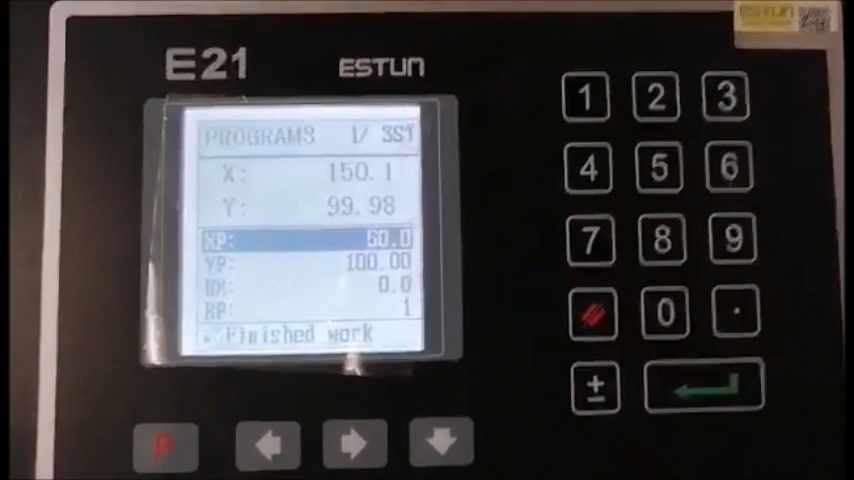 ESTUN
E21
ESTUN
PROGRAMS 1/ 3S1
X: 150.1
Y: 99.98
XP: 50.0
YP: 100.00
DX: 0.0
RP: 1
Finished work
1 2 3
4 5 6
7 8 9
0 .
±
P